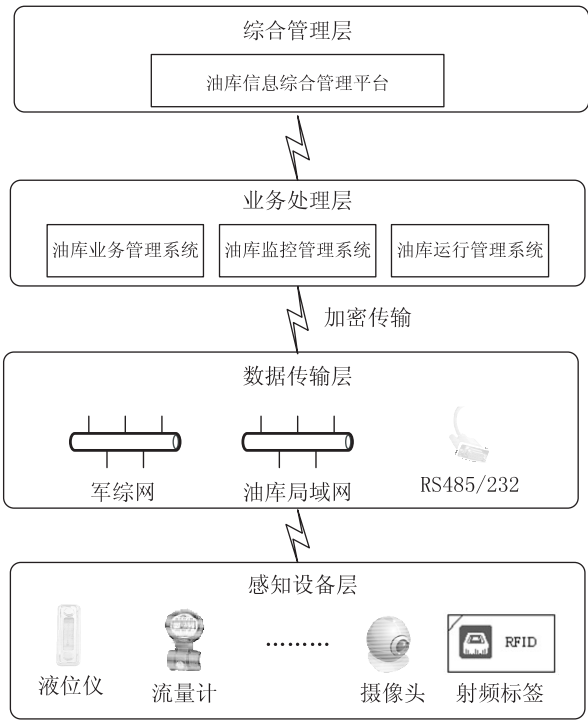 综合管理层
油库信息综合管理平台
业务处理层
油库业务管理系统 油库监控管理系统 油库运行管理系统
加密传输
数据传输层
军综网 油库局域网 RS485/232
感知设备层
………
RFID
液位仪 流量计 摄像头 射频标签